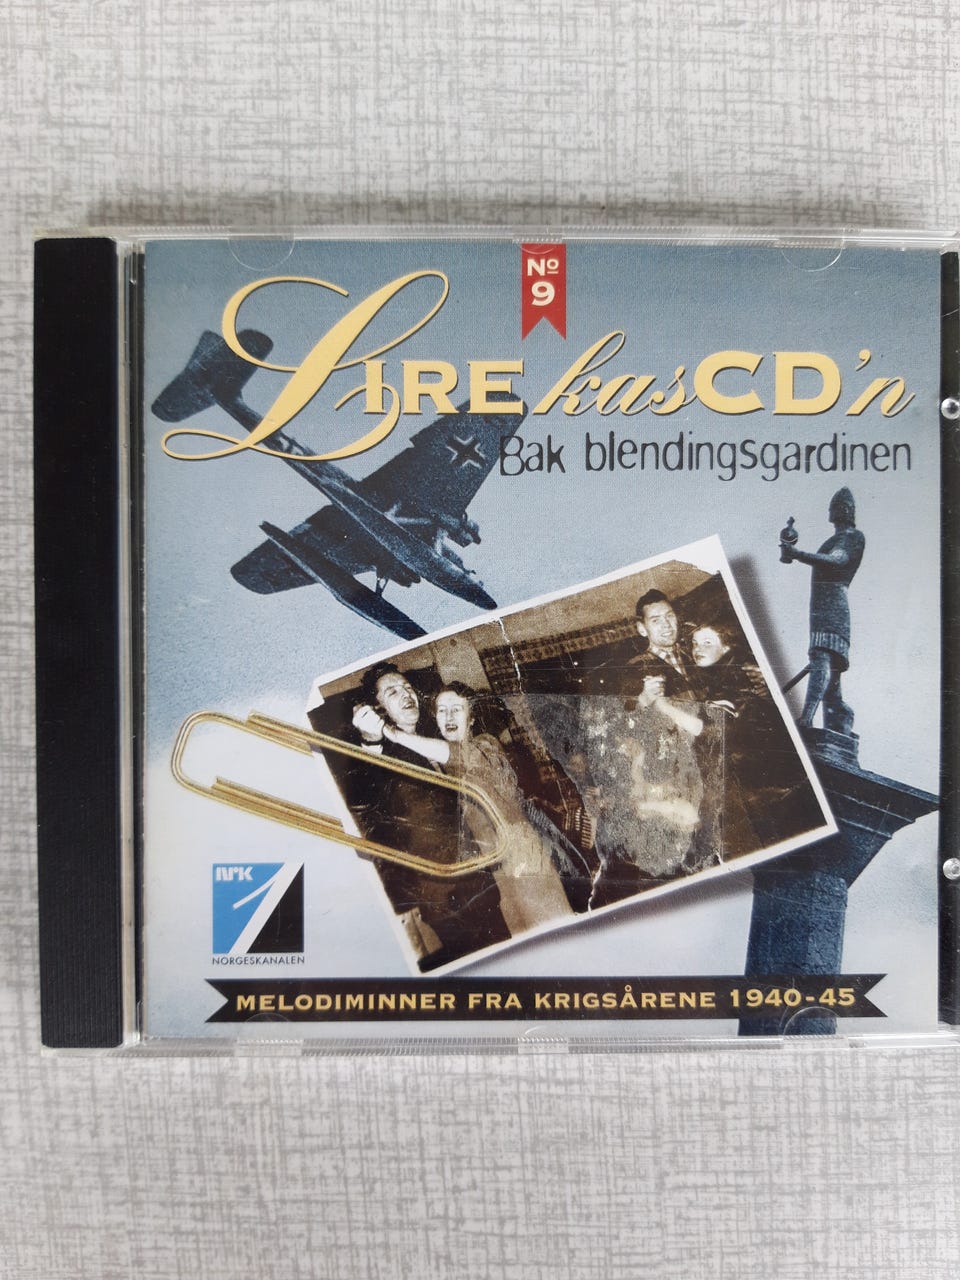 No
9
LIREkasCD'n
Bak blendingsgardinen
NRK
1
NORGESKANALEN
MELODIMINNER FRA KRIGSÅRENE 1940-45